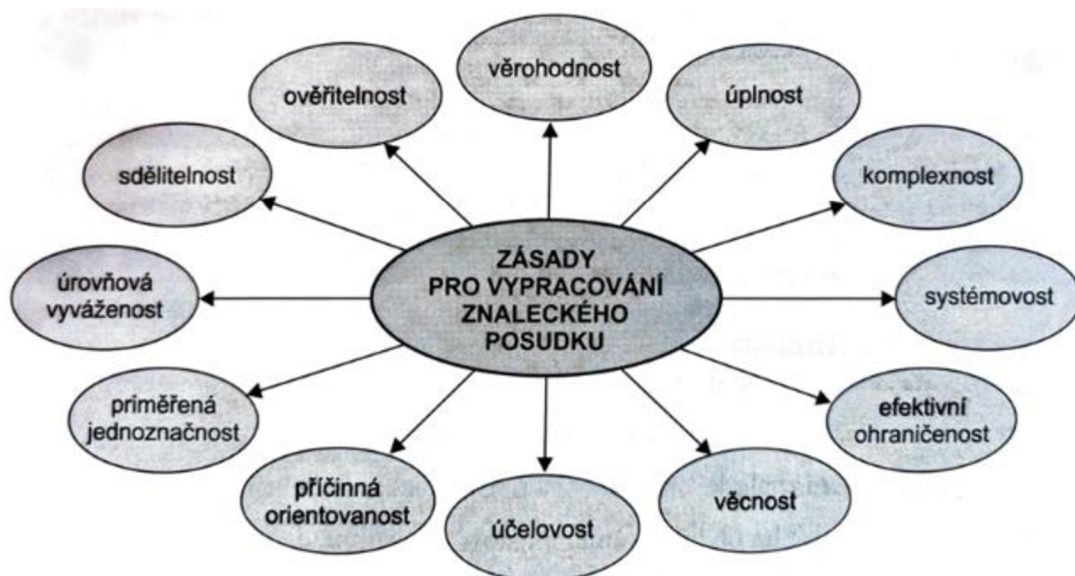 věrohodnost
ověřitelnost
úplnost
sdělitelnost
komplexnost
ZÁSADY
PRO VYPRACOVÁNÍ
ZNALECKÉHO
POSUDKU
úrovňová
vyváženost
systémovost
priměřená
jednoznačnost
efektivní
ohraničenost
příčinná
orientovanost
účelovost
věcnost